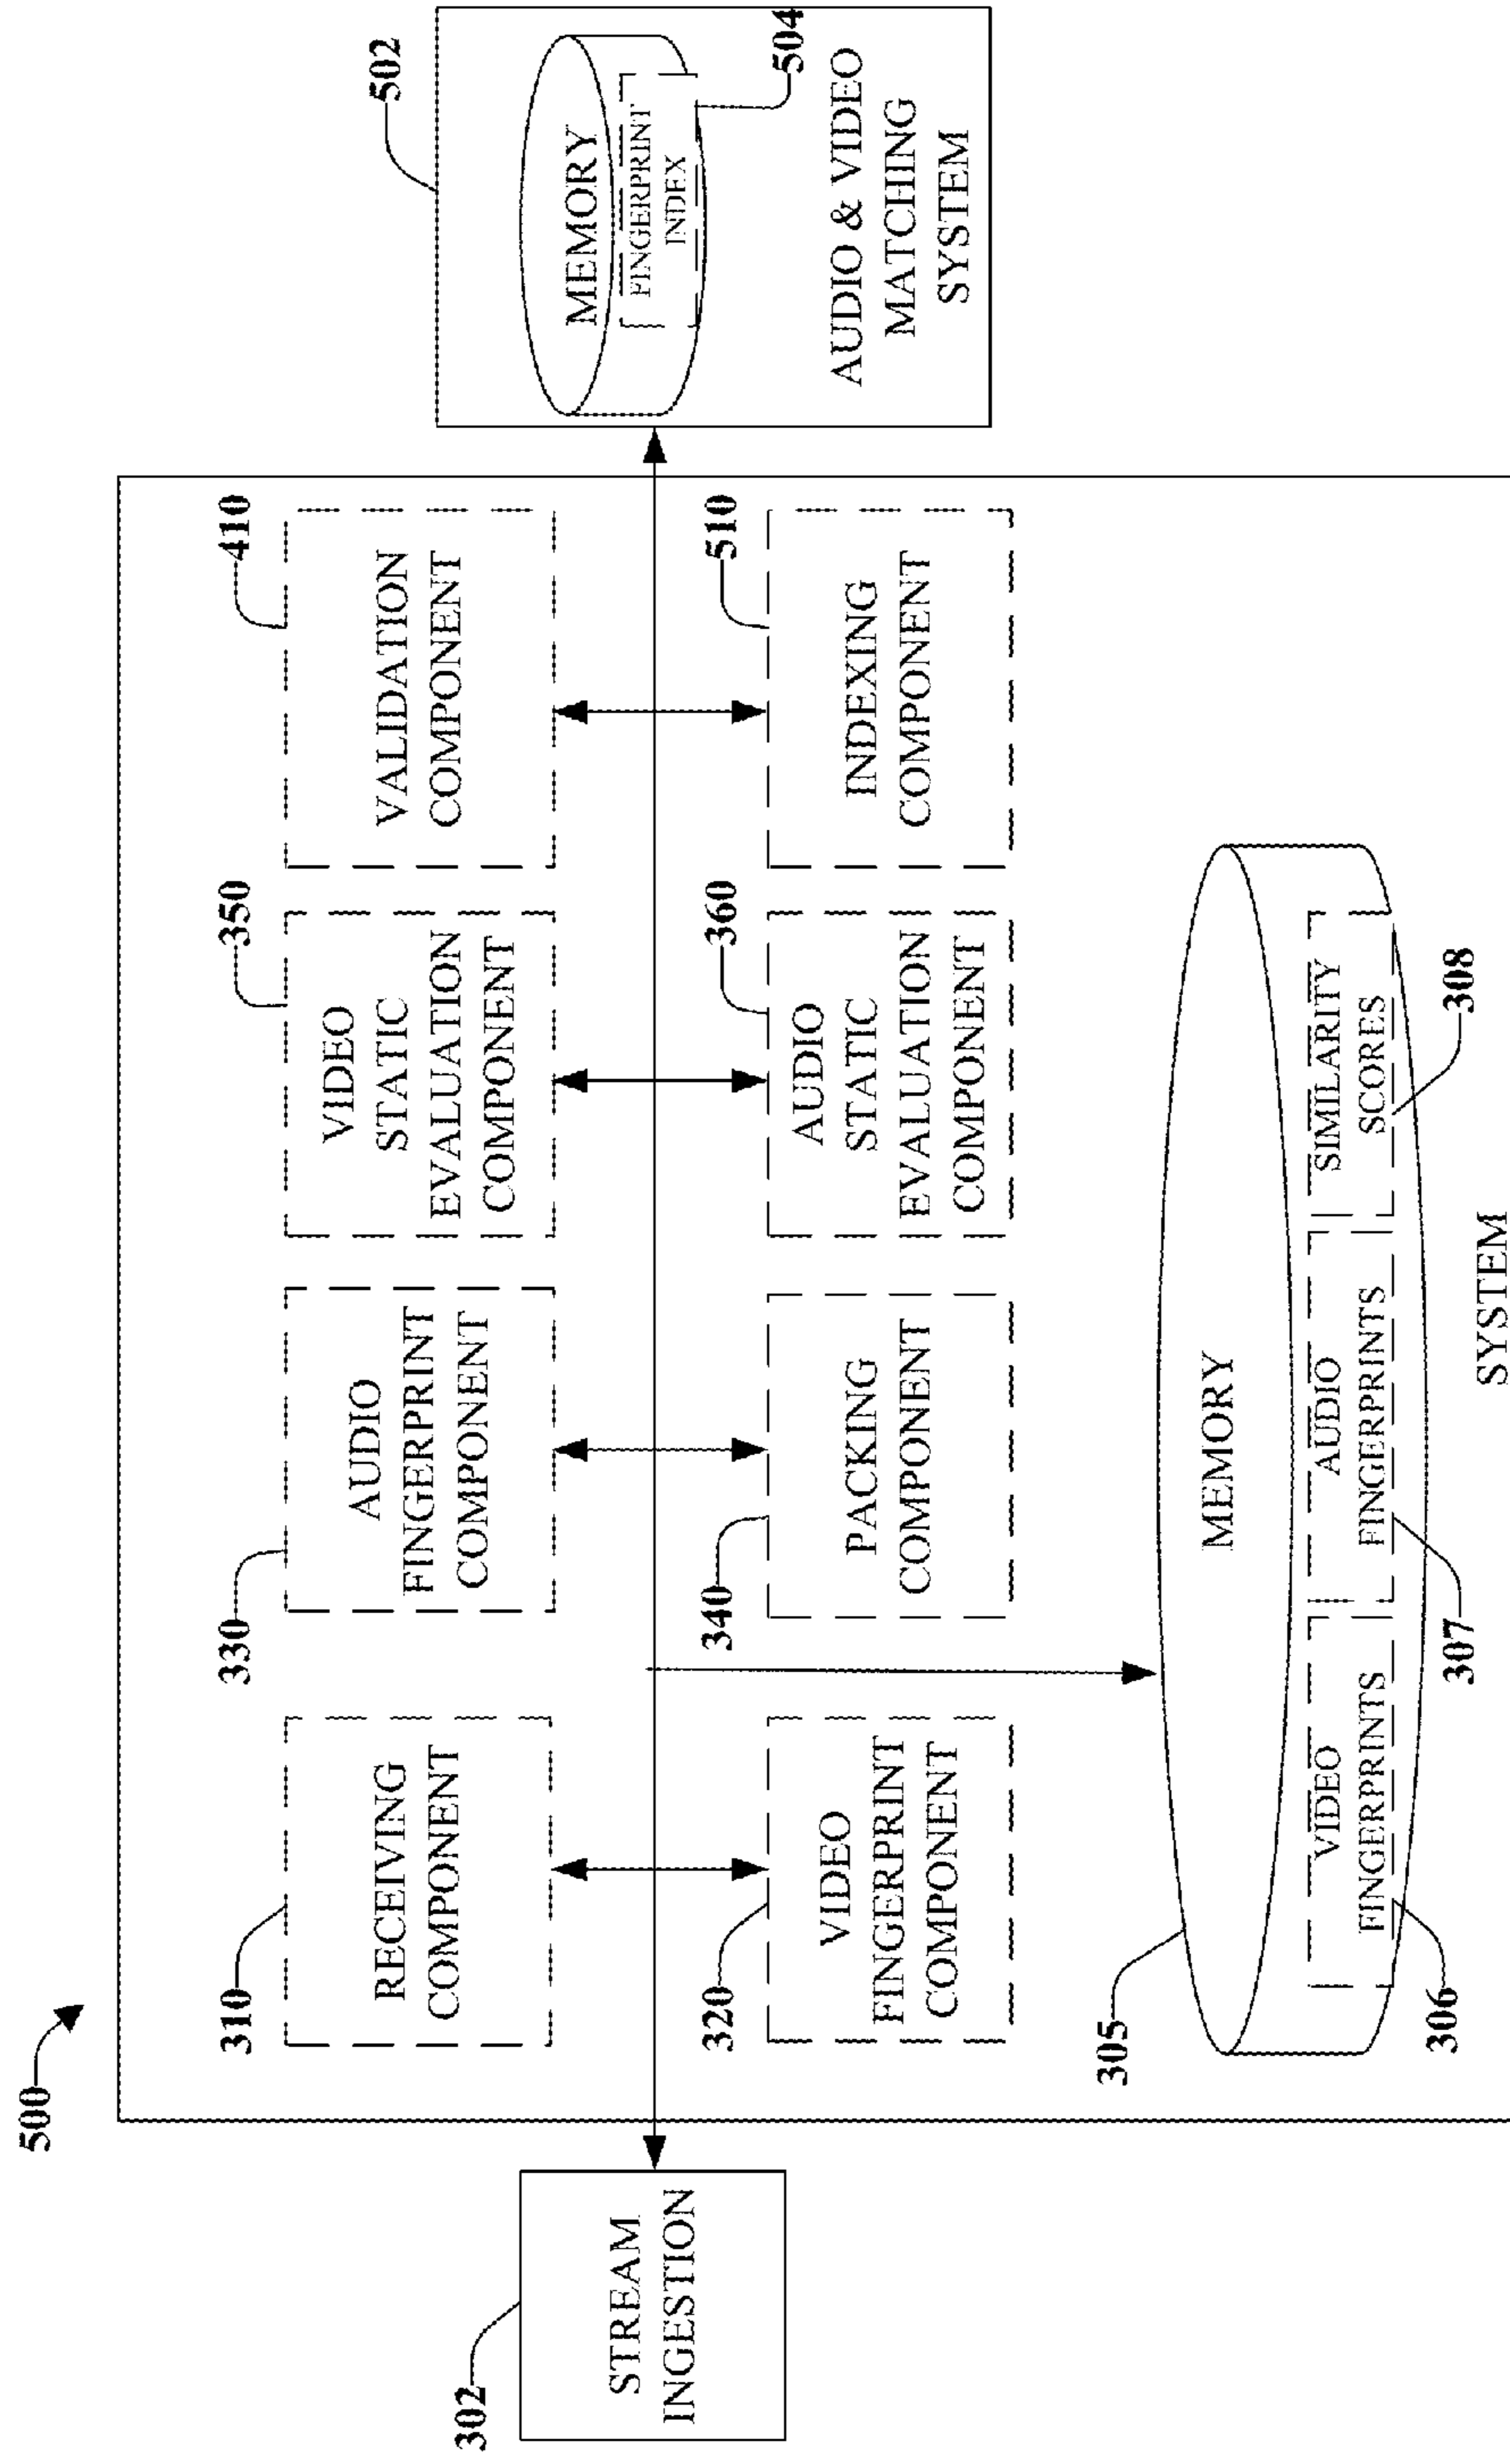 500
302
STREAM
INGESTION
310
RECEIVING
COMPONENT
330
AUDIO
FINGERPRINT
COMPONENT
350
VIDEO
STATIC
EVALUATION
COMPONENT
410
VALIDATION
COMPONENT
320
VIDEO
FINGERPRINT
COMPONENT
340
PACKING
COMPONENT
360
AUDIO
STATIC
EVALUATION
COMPONENT
510
INDEXING
COMPONENT
305
MEMORY
VIDEO
FINGERPRINTS
306
AUDIO
FINGERPRINTS
307
SIMILARITY
SCORES
308
SYSTEM
502
MEMORY
FINGERPRINT
INDEX
504
AUDIO & VIDEO
MATCHING
SYSTEM